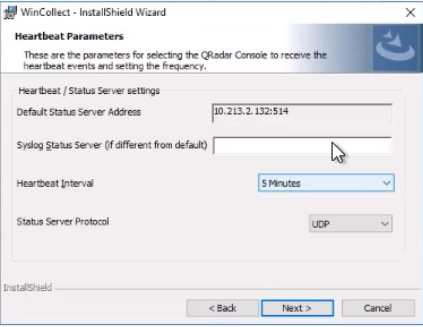 WinCollect - InstallShield Wizard
Heartbeat Parameters
These are the parameters for selecting the QRadar Console to receive the
heartbeat events and setting the frequency.
Heartbeat / Status Server settings
Default Status Server Address
10.213.2.132:514
Syslog Status Server (if different from default)
Heartbeat Interval
5 Minutes
Status Server Protocol
UDP
InstallShield
< Back
Next >
Cancel